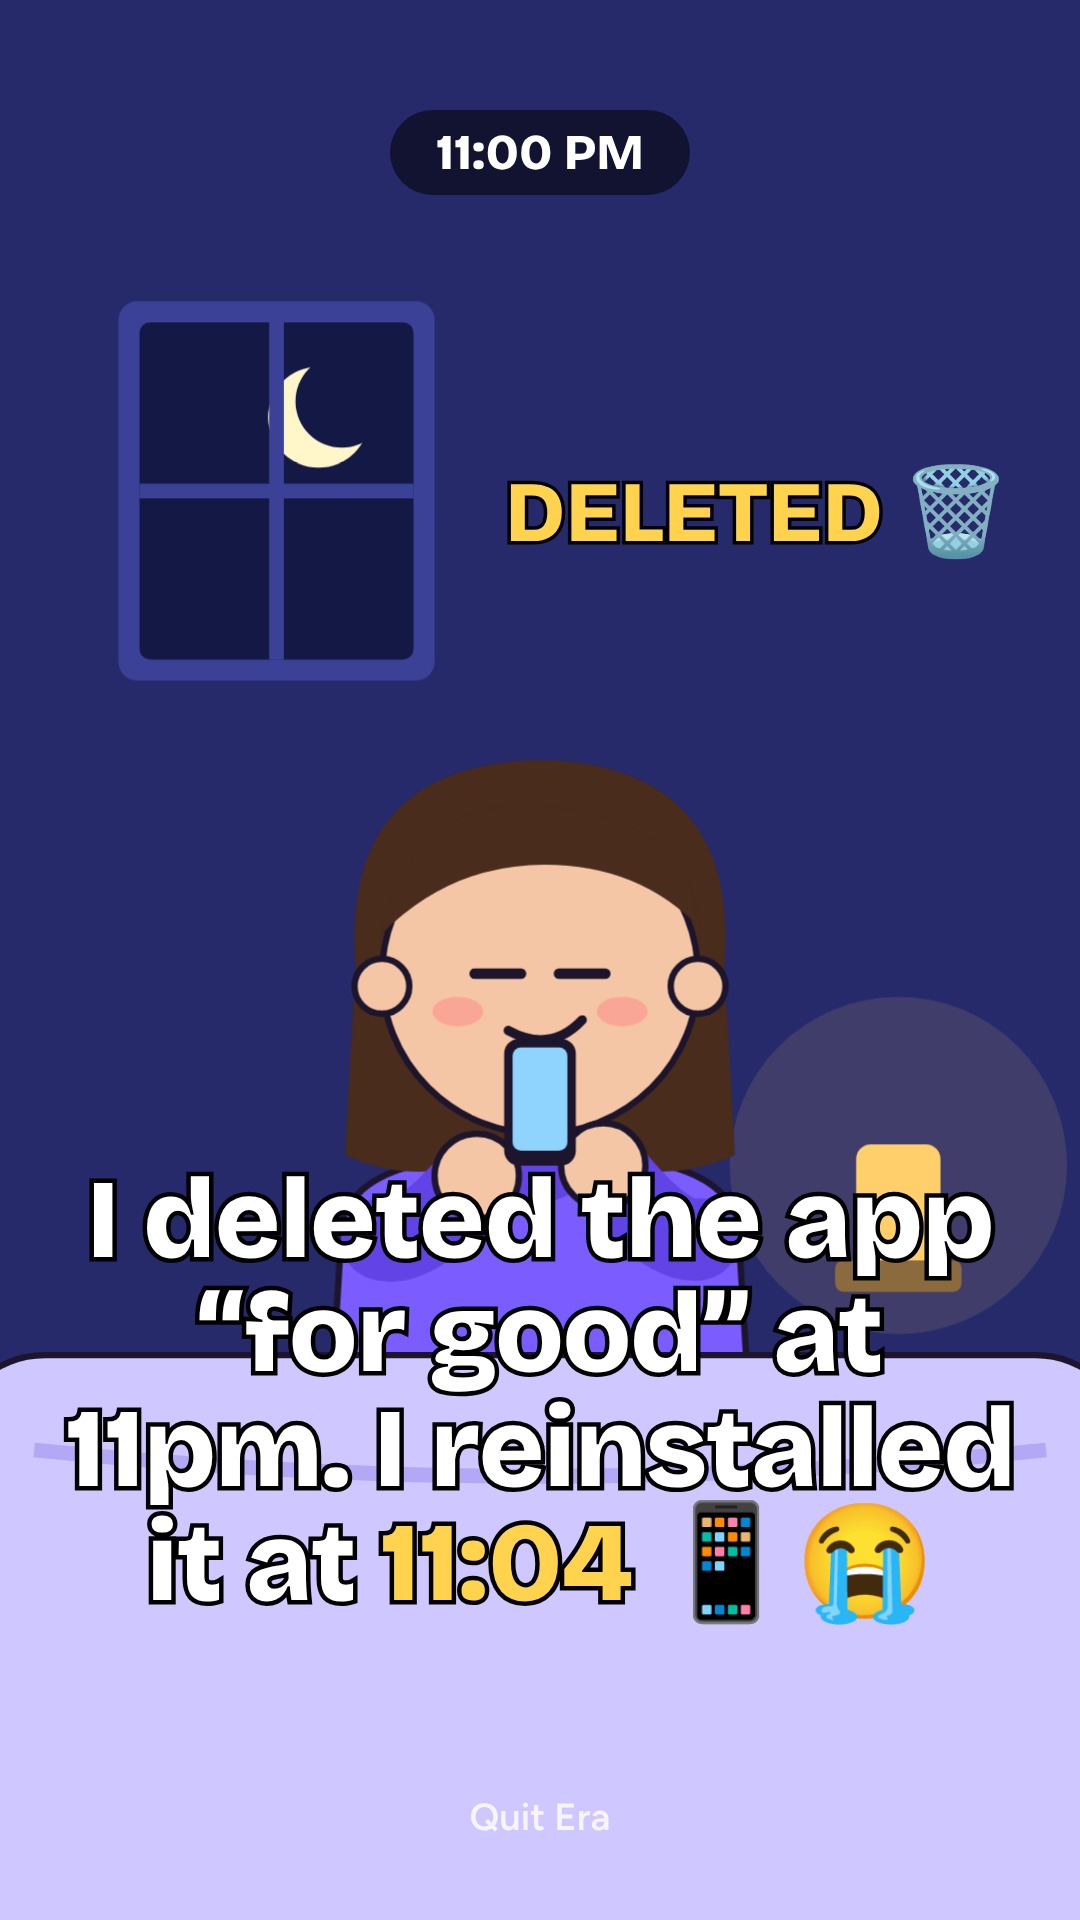 11:00 PM
DELETED 🗑️
I deleted the app
“for good” at
11pm. I reinstalled
it at 11:04 📱 😭
Quit Era